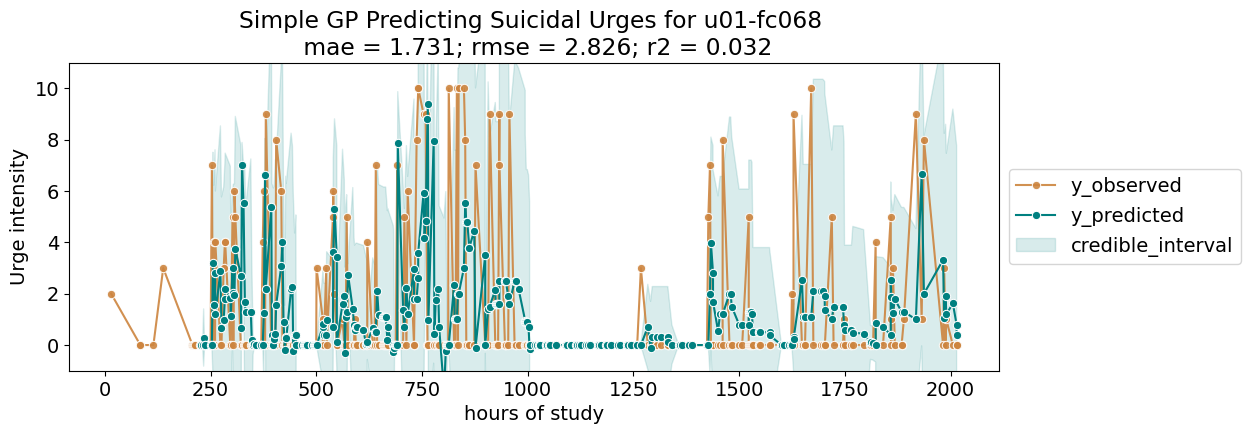 Simple GP Predicting Suicidal Urges for u01-fc068
mae = 1.731; rmse = 2.826; r2 = 0.032
Urge intensity
10
8
6
4
2
0
0 250 500 750 1000 1250 1500 1750 2000
hours of study
y_observed
y_predicted
credible_interval